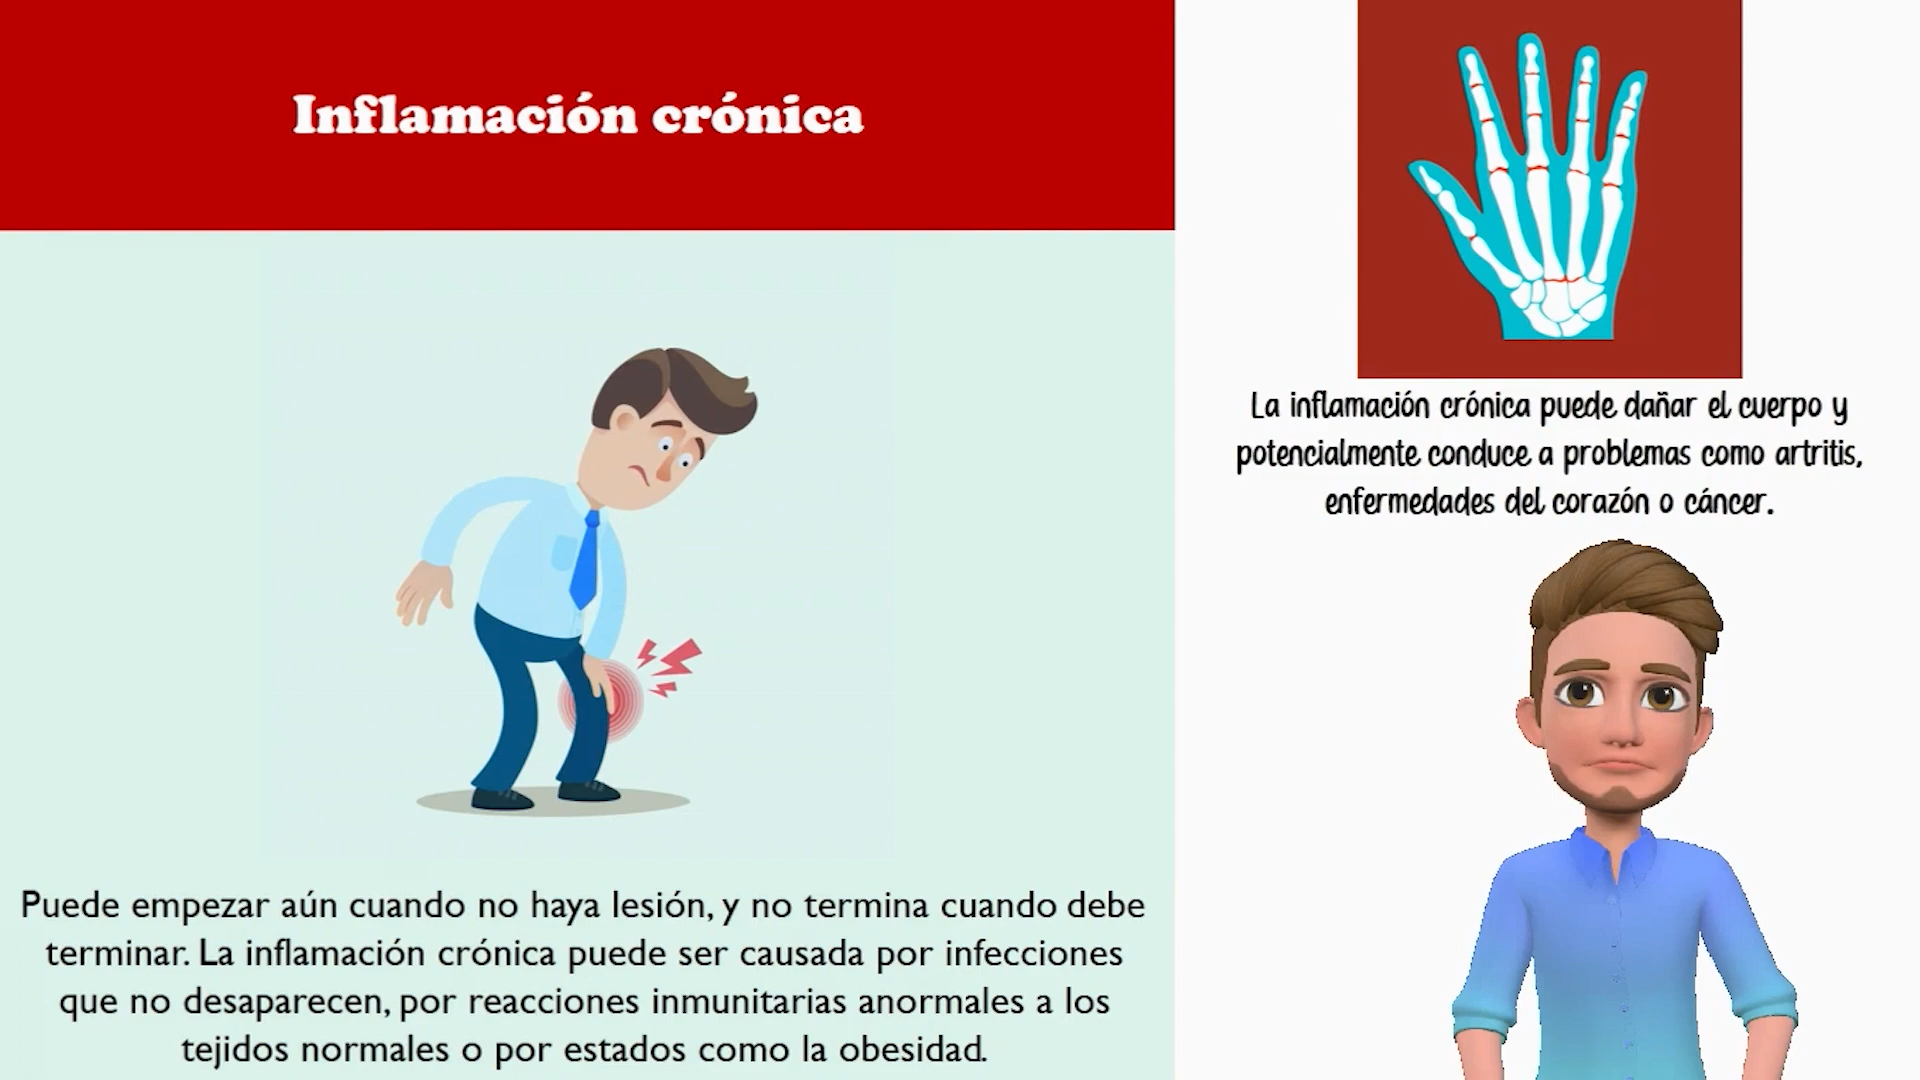 Inflamación crónica
Puede empezar aún cuando no haya lesión, y no termina cuando debe
terminar. La inflamación crónica puede ser causada por infecciones
que no desaparecen, por reacciones inmunitarias anormales a los
tejidos normales o por estados como la obesidad.
La inflamación crónica puede dañar el cuerpo y
potencialmente conduce a problemas como artritis,
enfermedades del corazón o cáncer.